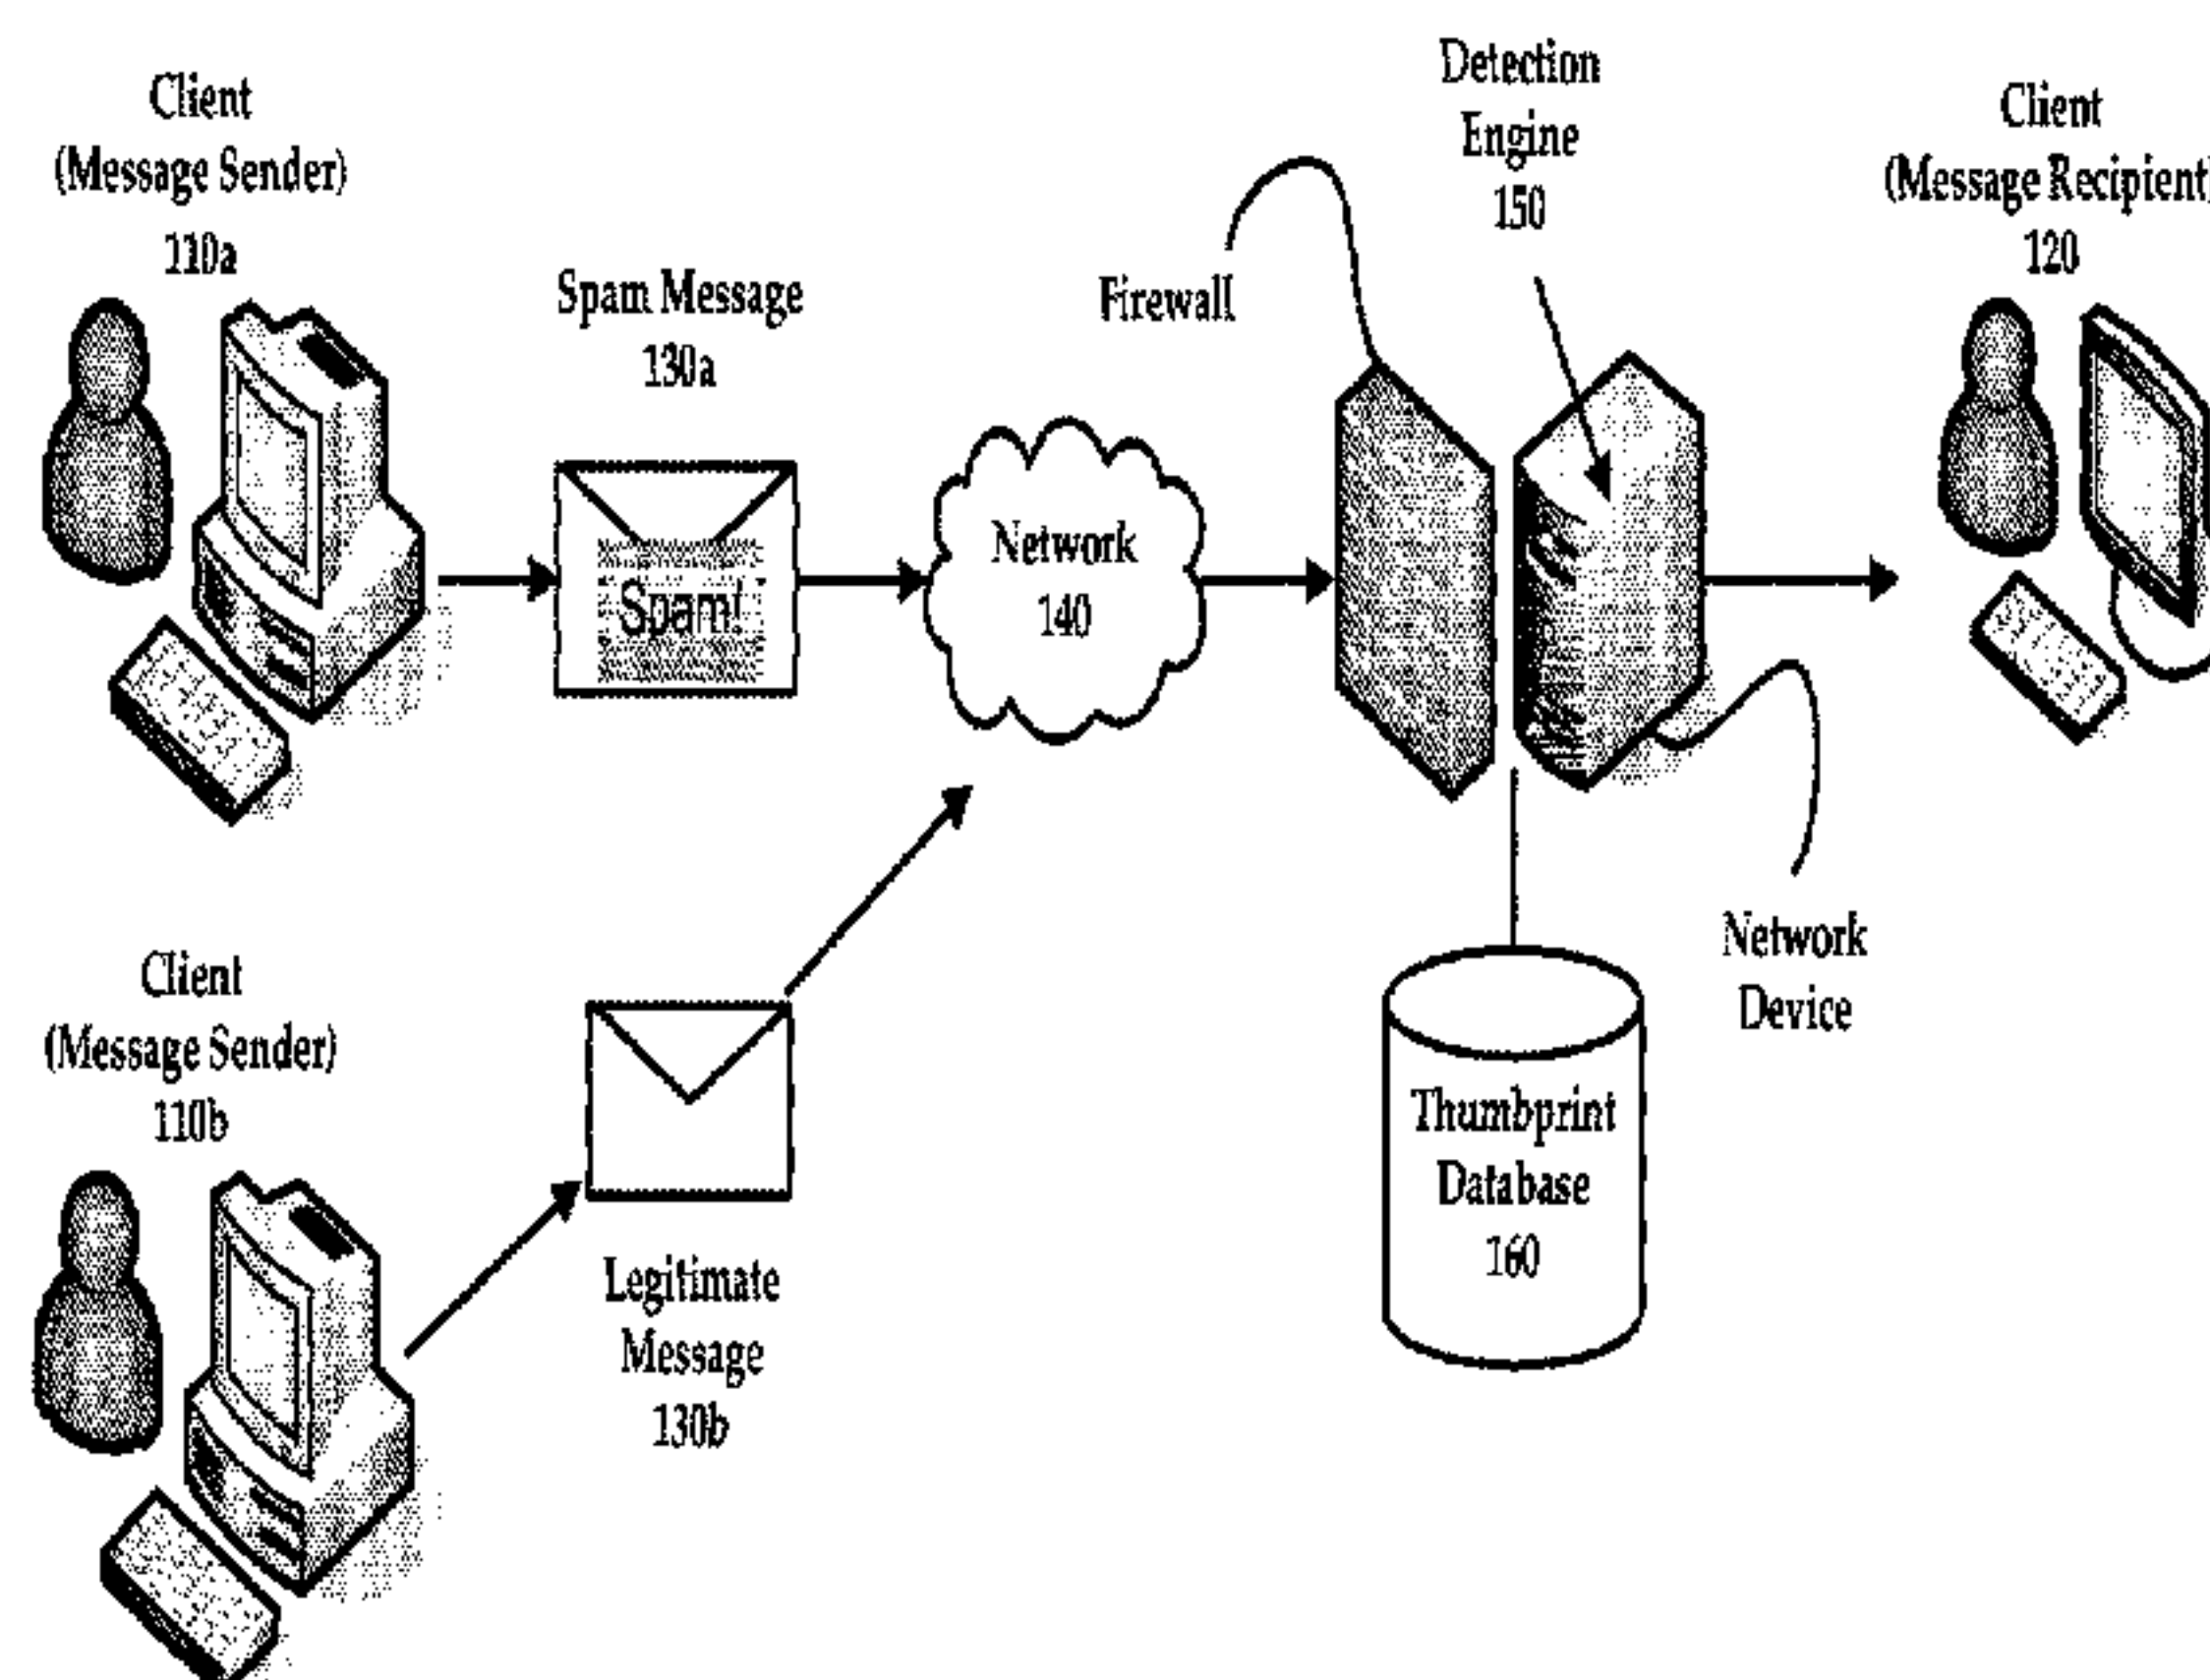 Client
(Message Sender)
110a
Spam Message
130a
Spam!
Network
140
Firewall
Detection
Engine
150
Client
(Message Recipient)
120
Client
(Message Sender)
110b
Legitimate
Message
130b
Thumbprint
Database
160
Network
Device